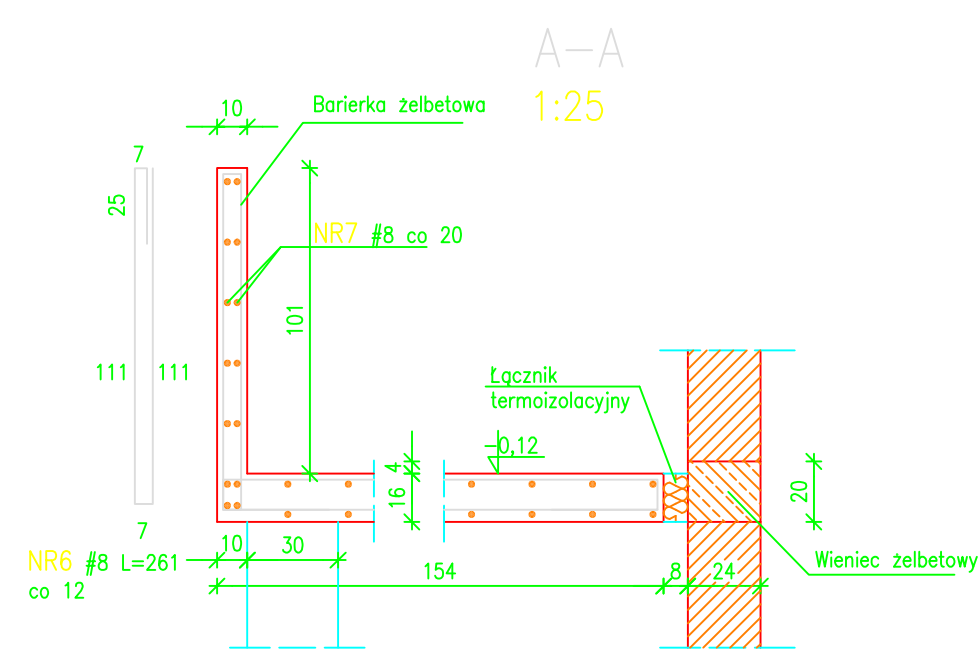 A-A
1:25
10
Barierka żelbetowa
7
25
NR7 #8 co 20
101
111
111
Łącznik
termoizolacyjny
-0,12
4
16
20
7
10
30
NR6 #8 L=261
co 12
154
8
24
Wieniec żelbetowy